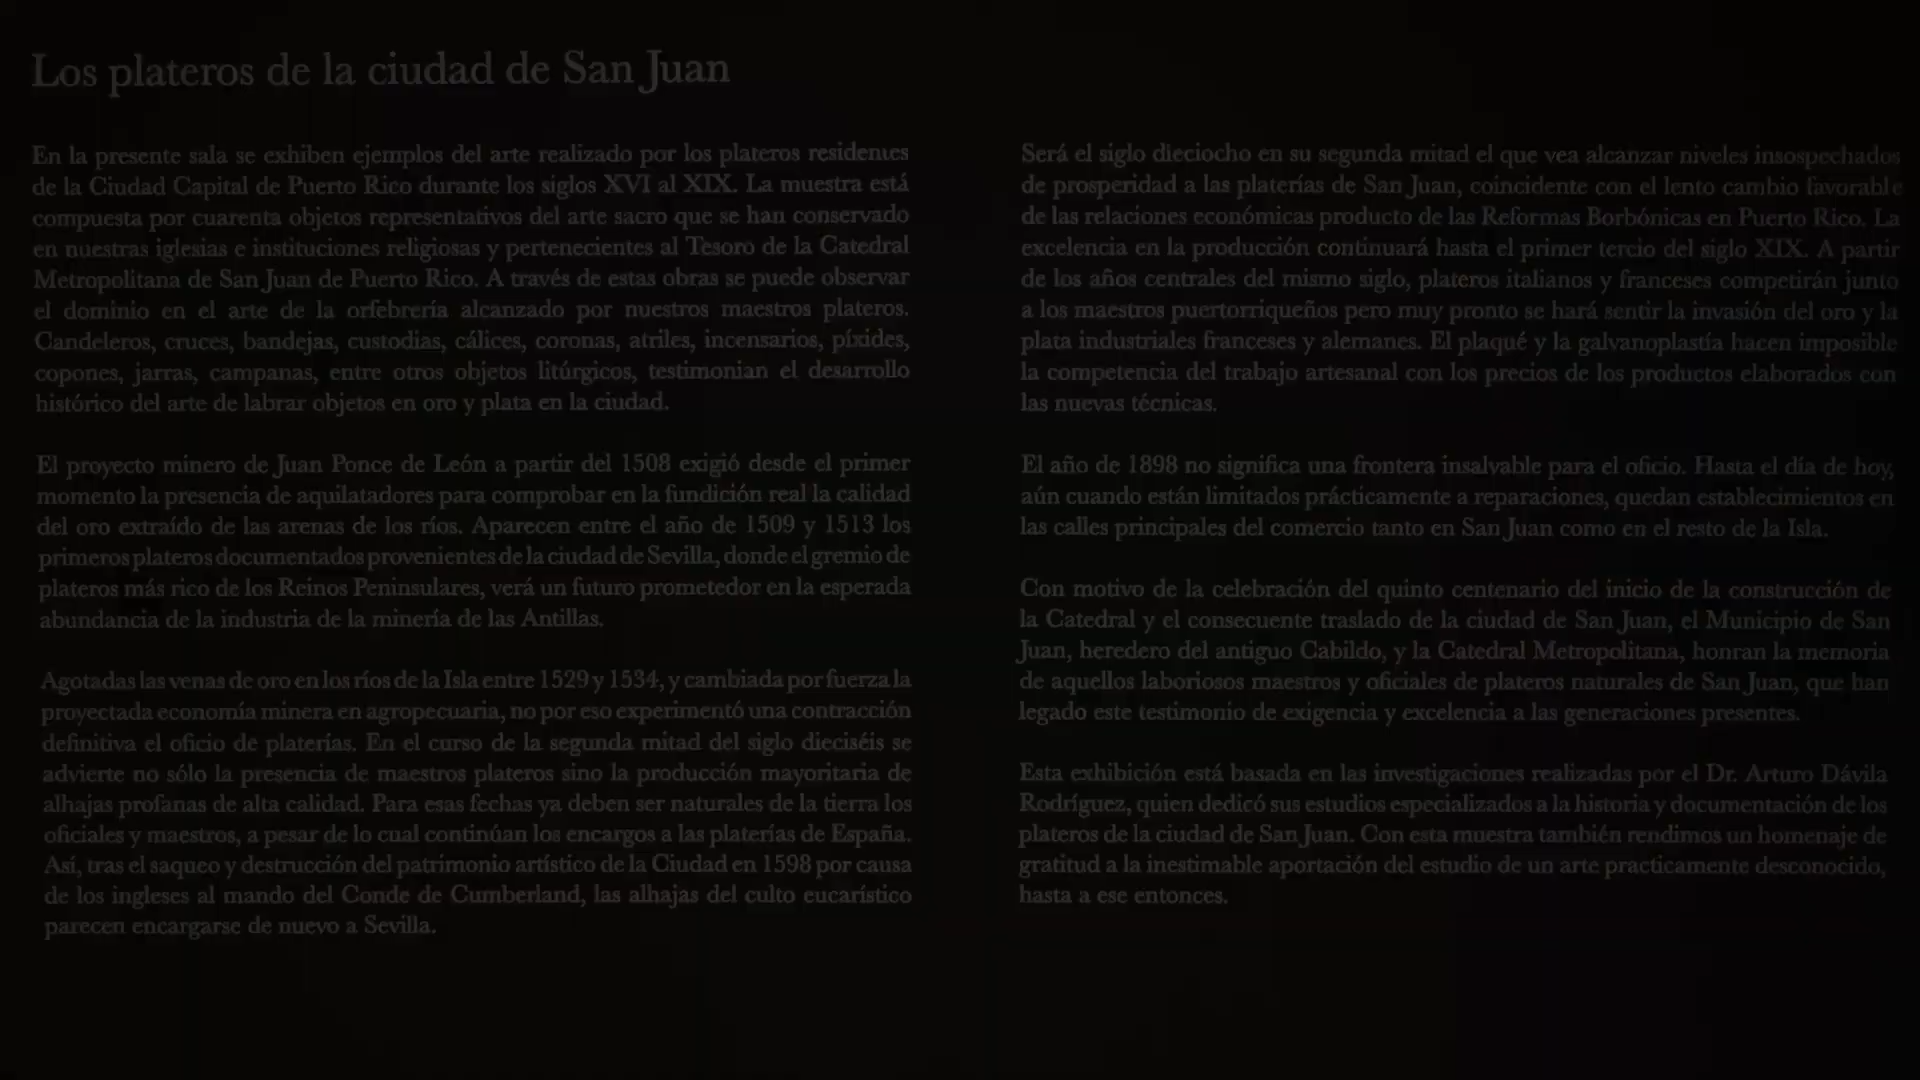 Los plateros de la ciudad de San Juan
En la presente sala se exhiben ejemplos del arte realizado por los plateros residentes
de la Ciudad Capital de Puerto Rico durante los siglos XVI al XIX. La muestra está
compuesta por cuarenta objetos representativos del arte sacro que se han conservado
en nuestras iglesias e instituciones religiosas y pertenecientes al Tesoro de la Catedral
Metropolitana de San Juan de Puerto Rico. A través de estas obras se puede observar
el dominio en el arte de la orfebrería alcanzado por nuestros maestros plateros.
Candeleros, cruces, bandejas, custodias, cálices, coronas, atriles, incensarios, píxides,
copones, jarras, campanas, entre otros objetos litúrgicos, testimonian el desarrollo
histórico del arte de labrar objetos en oro y plata en la ciudad.
El proyecto minero de Juan Ponce de León a partir del 1508 exigió desde el primer
momento la presencia de aquilatadores para comprobar en la fundición real la calidad
del oro extraído de las arenas de los ríos. Aparecen entre el año de 1509 y 1513 los
primeros plateros documentados provenientes de la ciudad de Sevilla, donde el gremio de
plateros más rico de los Reinos Peninsulares, verá un futuro prometedor en la esperada
abundancia de la industria de la minería de las Antillas.
Agotadas las venas de oro en los ríos de la Isla entre 1529 y 1534, y cambiada por fuerza la
proyectada economía minera en agropecuaria, no por eso experimentó una contracción
definitiva el oficio de platerías. En el curso de la segunda mitad del siglo dieciséis se
advierte no sólo la presencia de maestros plateros sino la producción mayoritaria de
alhajas profanas de alta calidad. Para esas fechas ya deben ser naturales de la tierra los
oficiales y maestros, a pesar de lo cual continúan los encargos a las platerías de España.
Así, tras el saqueo y destrucción del patrimonio artístico de la Ciudad en 1598 por causa
de los ingleses al mando del Conde de Cumberland, las alhajas del culto eucarístico
parecen encargarse de nuevo a Sevilla.
Será el siglo dieciocho en su segunda mitad el que vea alcanzar niveles insospechados
de prosperidad a las platerías de San Juan, coincidente con el lento cambio favorable
de las relaciones económicas producto de las Reformas Borbónicas en Puerto Rico. La
excelencia en la producción continuará hasta el primer tercio del siglo XIX. A partir
de los años centrales del mismo siglo, plateros italianos y franceses competirán junto
a los maestros puertorriqueños pero muy pronto se hará sentir la invasión del oro y la
plata industriales franceses y alemanes. El plaqué y la galvanoplastía hacen imposible
la competencia del trabajo artesanal con los precios de los productos elaborados con
las nuevas técnicas.
El año de 1898 no significa una frontera insalvable para el oficio. Hasta el día de hoy,
aún cuando están limitados prácticamente a reparaciones, quedan establecimientos en
las calles principales del comercio tanto en San Juan como en el resto de la Isla.
Con motivo de la celebración del quinto centenario del inicio de la construcción de
la Catedral y el consecuente traslado de la ciudad de San Juan, el Municipio de San
Juan, heredero del antiguo Cabildo, y la Catedral Metropolitana, honran la memoria
de aquellos laboriosos maestros y oficiales de plateros naturales de San Juan, que han
legado este testimonio de exigencia y excelencia a las generaciones presentes.
Esta exhibición está basada en las investigaciones realizadas por el Dr. Arturo Dávila
Rodríguez, quien dedicó sus estudios especializados a la historia y documentación de los
plateros de la ciudad de San Juan. Con esta muestra también rendimos un homenaje de
gratitud a la inestimable aportación del estudio de un arte practicamente desconocido,
hasta a ese entonces.